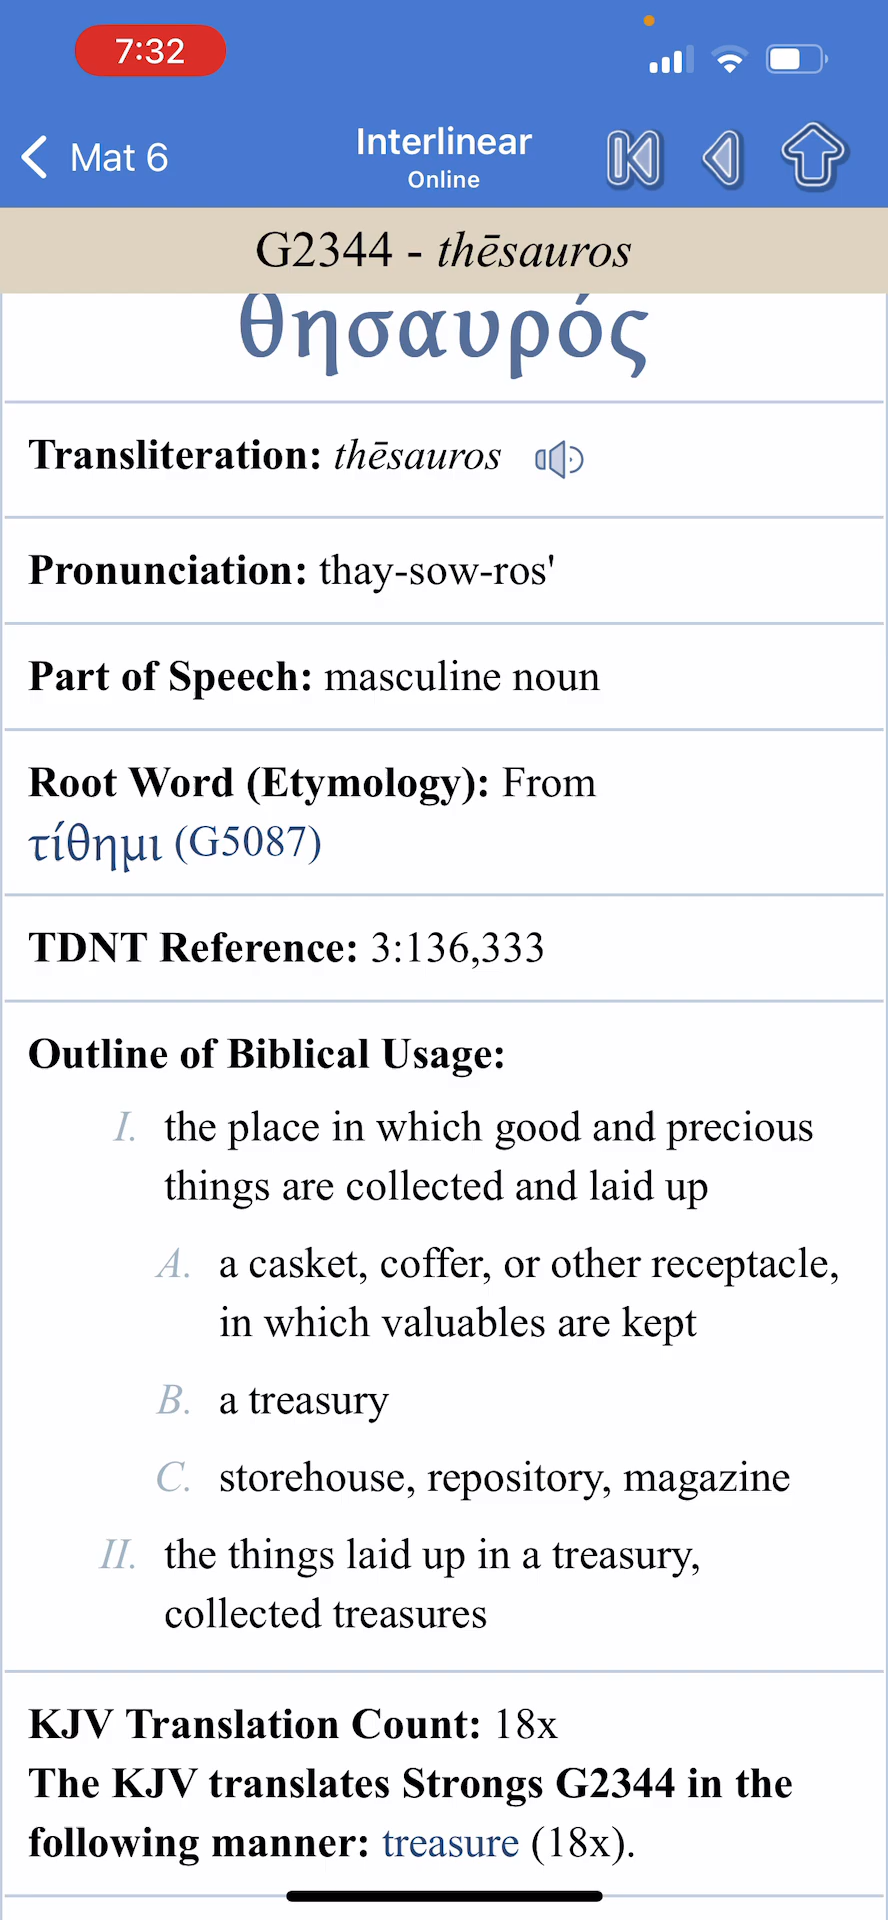 7:32
Mat 6
Interlinear
Online
G2344 - thēsauros
θησαυρός
Transliteration: thēsauros
Pronunciation: thay-sow-ros'
Part of Speech: masculine noun
Root Word (Etymology): From
τίθημι (G5087)
TDNT Reference: 3:136,333
Outline of Biblical Usage:
I. the place in which good and precious
things are collected and laid up
A. a casket, coffer, or other receptacle,
in which valuables are kept
B. a treasury
C. storehouse, repository, magazine
II. the things laid up in a treasury,
collected treasures
KJV Translation Count: 18x
The KJV translates Strongs G2344 in the
following manner: treasure (18x).